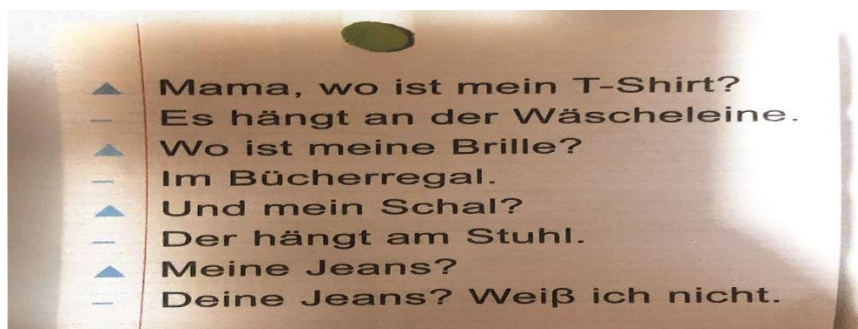 Mama, wo ist mein T-Shirt?
Es hängt an der Wäscheleine.
Wo ist meine Brille?
Im Bücherregal.
Und mein Schal?
Der hängt am Stuhl.
Meine Jeans?
Deine Jeans? Weiß ich nicht.